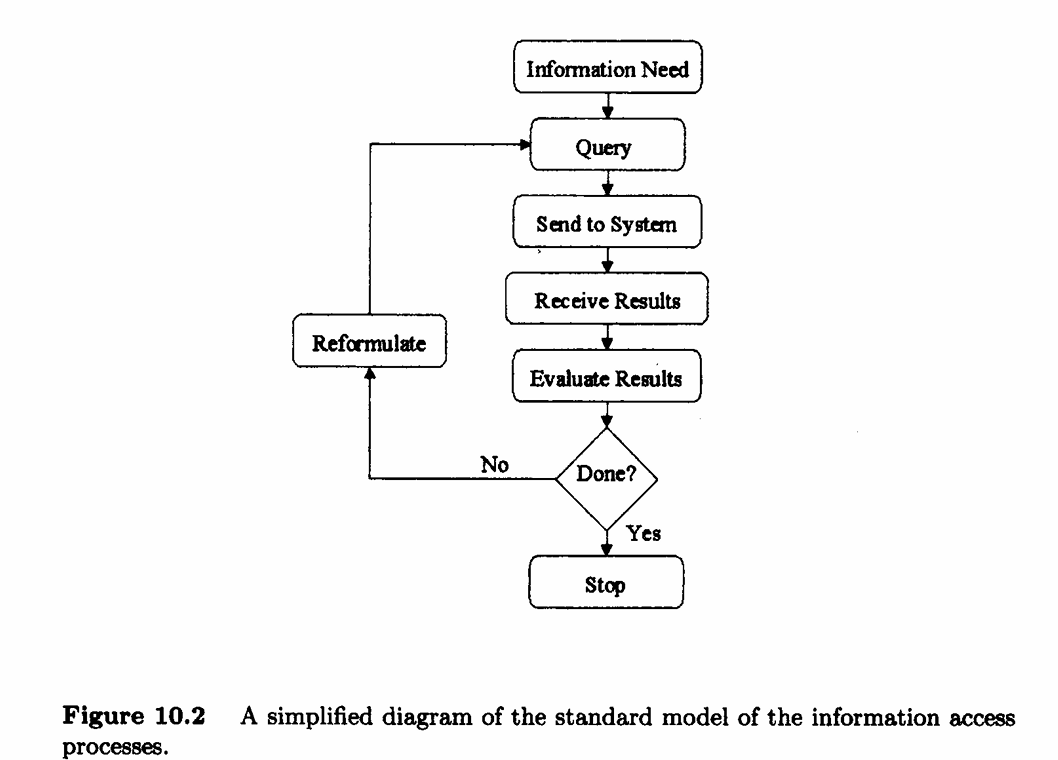 Information Need
Query
Send to System
Receive Results
Reformulate
Evaluate Results
No
Done?
Yes
Stop
Figure 10.2 A simplified diagram of the standard model of the information access
processes.